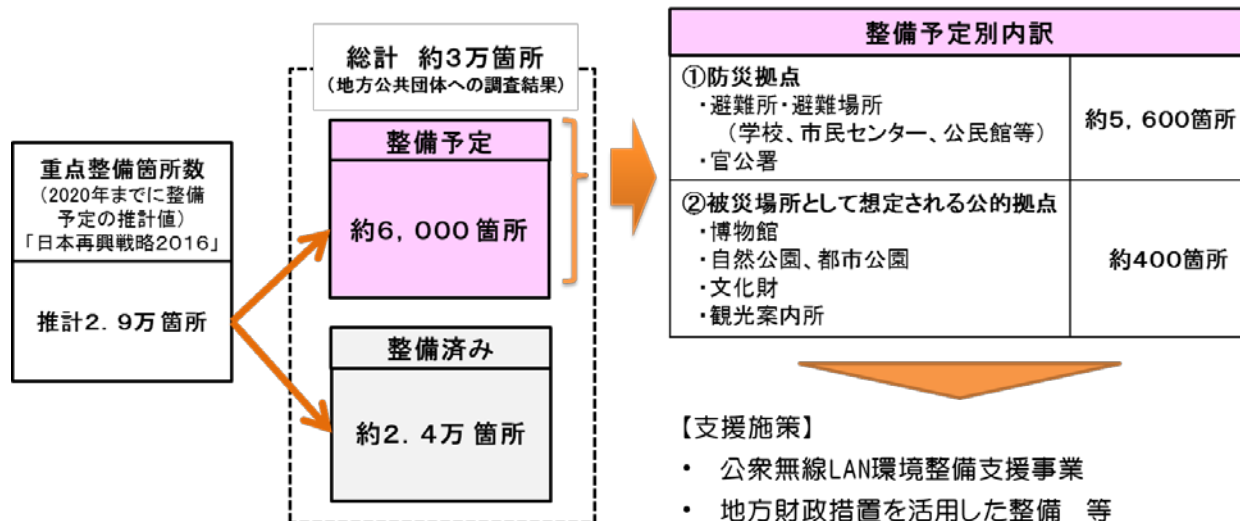 重点整備箇所数
（2020年までに整備
予定の推計値）
「日本再興戦略2016」
推計2．9万箇所
総計　約3万箇所
（地方公共団体への調査結果）
整備予定
約6，000箇所
整備済み
約2．4万 箇所
整備予定別内訳
①防災拠点
・避難所・避難場所
（学校、市民センター、公民館等）
・官公署
約5，600箇所
②被災場所として想定される公的拠点
・博物館
・自然公園、都市公園
・文化財
・観光案内所
約400箇所
【支援施策】
• 公衆無線LAN環境整備支援事業
• 地方財政措置を活用した整備　等